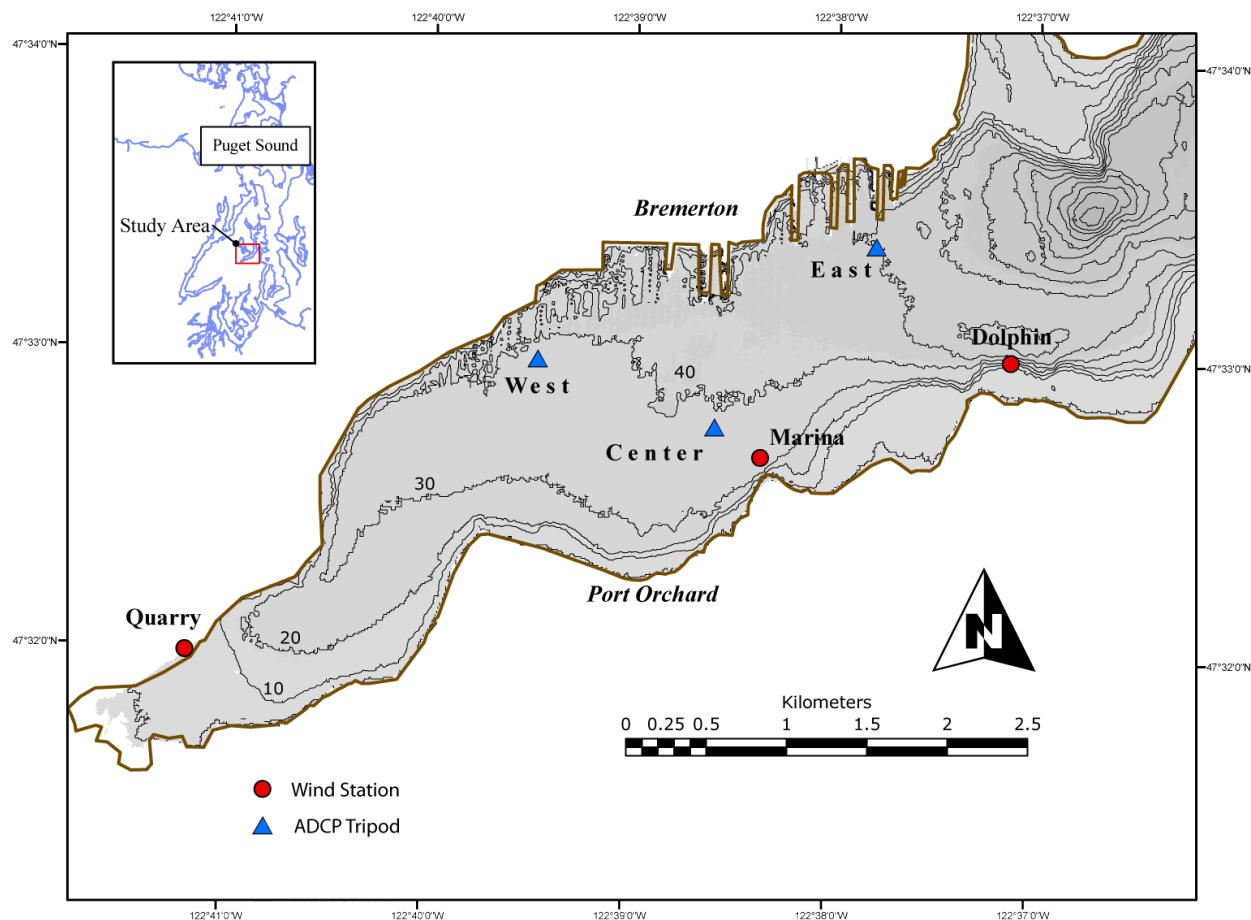 122°41'0"W 122°40'0"W 122°39'0"W 122°38'0"W 122°37'0"W
47°34'0"N
47°34'0"N
Puget Sound
Study Area
Bremerton
East
Dolphin
47°33'0"N
47°33'0"N
West
40
Center
Marina
30
Port Orchard
Quarry
20
47°32'0"N
47°32'0"N
10
N
Kilometers
0 0.25 0.5 1 1.5 2 2.5
Wind Station
ADCP Tripod
122°41'0"W 122°40'0"W 122°39'0"W 122°38'0"W 122°37'0"W